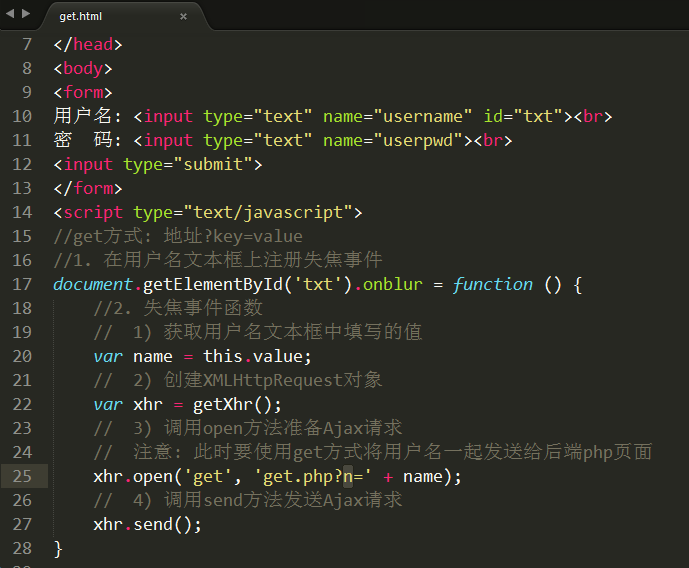 get.html ×
7 </head>
8 <body>
9 <form>
10 用户名: <input type="text" name="username" id="txt"><br>
11 密  码: <input type="text" name="userpwd"><br>
12 <input type="submit">
13 </form>
14 <script type="text/javascript">
15 //get方式: 地址?key=value
16 //1. 在用户名文本框上注册失焦事件
17 document.getElementById('txt').onblur = function () {
18     //2. 失焦事件函数
19     //  1) 获取用户名文本框中填写的值
20     var name = this.value;
21     //  2) 创建XMLHttpRequest对象
22     var xhr = getXhr();
23     //  3) 调用open方法准备Ajax请求
24     //  注意: 此时要使用get方式将用户名一起发送给后端php页面
25     xhr.open('get', 'get.php?n=' + name);
26     //  4) 调用send方法发送Ajax请求
27     xhr.send();
28 }